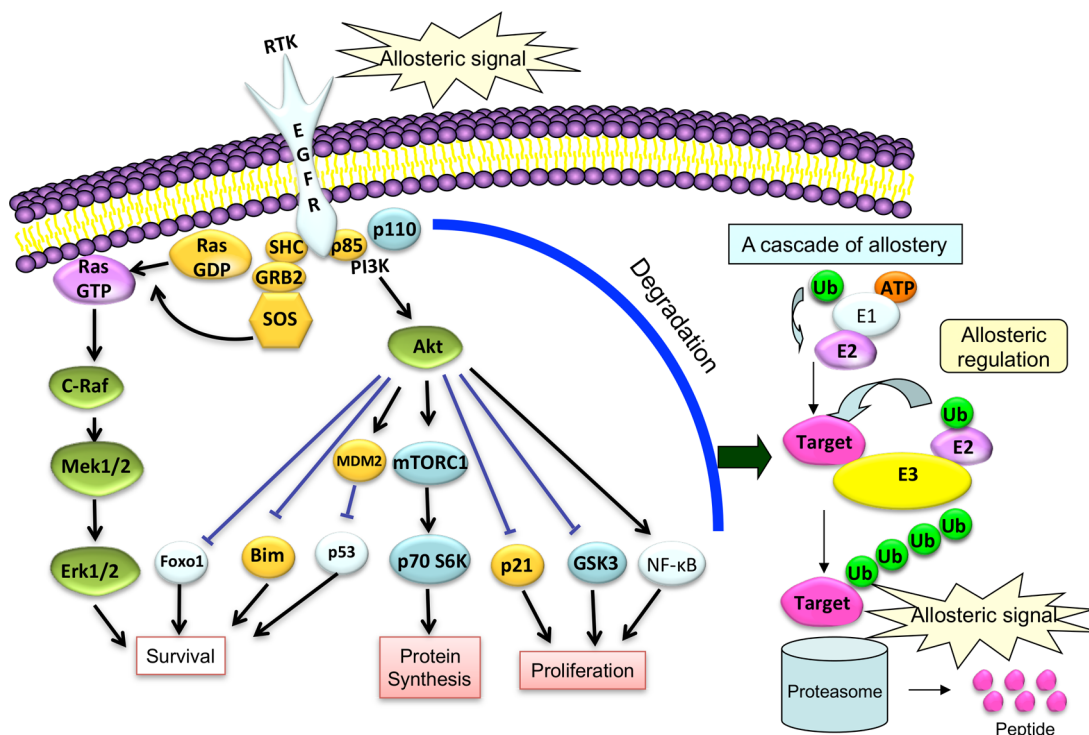 RTK
Allosteric signal
E
G
F
R
Ras
GDP
SHC
GRB2
SOS
p85
p110
PI3K
Ras
GTP
Akt
C-Raf
Mek1/2
Erk1/2
MDM2
mTORC1
Foxo1
Bim
p53
p70 S6K
p21
GSK3
NF-κB
Survival
Protein
Synthesis
Proliferation
Degradation
A cascade of allostery
Ub
ATP
E1
E2
Allosteric
regulation
Target
Ub
E2
E3
Ub
Ub
Ub
Ub
Target
Allosteric signal
Proteasome
Peptide